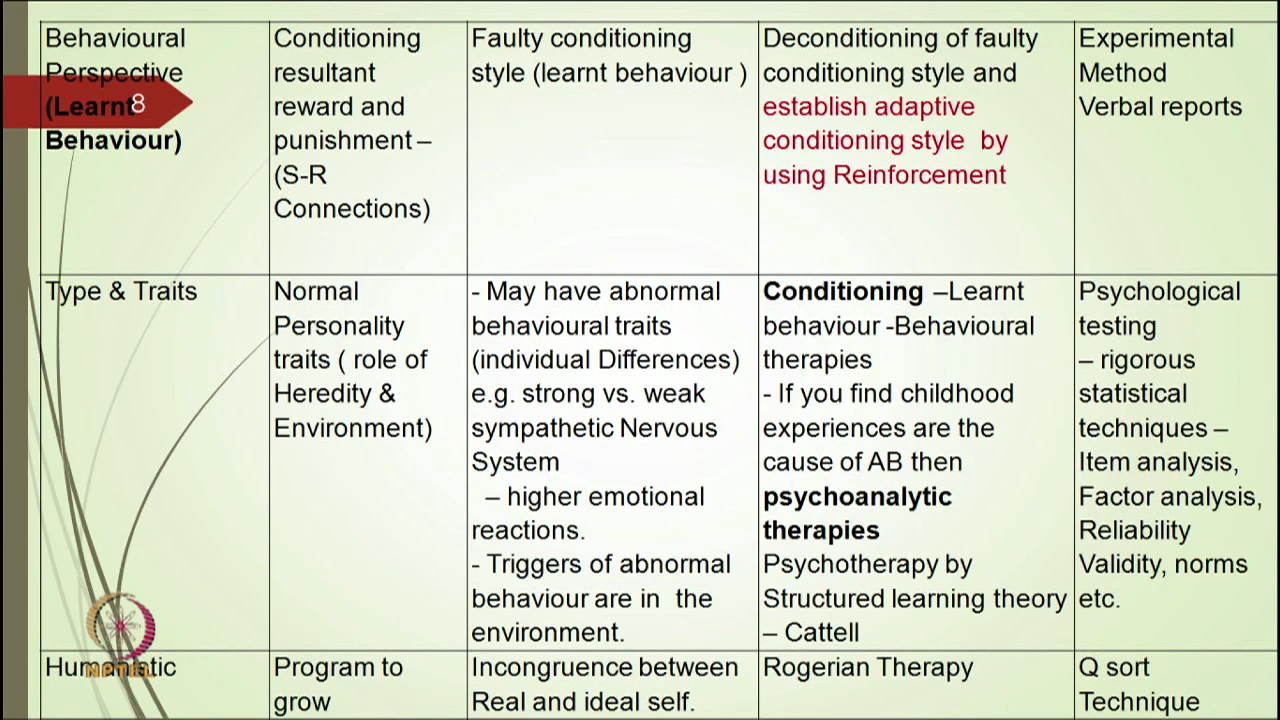 Behavioural
Perspective
(Learnt
Behaviour)
8
Conditioning
resultant
reward and
punishment –
(S-R
Connections)
Faulty conditioning
style (learnt behaviour )
Deconditioning of faulty
conditioning style and
establish adaptive
conditioning style by
using Reinforcement
Experimental
Method
Verbal reports
Type & Traits
Normal
Personality
traits ( role of
Heredity &
Environment)
- May have abnormal
behavioural traits
(individual Differences)
e.g. strong vs. weak
sympathetic Nervous
System
– higher emotional
reactions.
- Triggers of abnormal
behaviour are in the
environment.
Conditioning –Learnt
behaviour -Behavioural
therapies
- If you find childhood
experiences are the
cause of AB then
psychoanalytic
therapies
Psychotherapy by
Structured learning theory
– Cattell
Psychological
testing
– rigorous
statistical
techniques –
Item analysis,
Factor analysis,
Reliability
Validity, norms
etc.
Humanistic
NPTEL
Program to
grow
Incongruence between
Real and ideal self.
Rogerian Therapy
Q sort
Technique